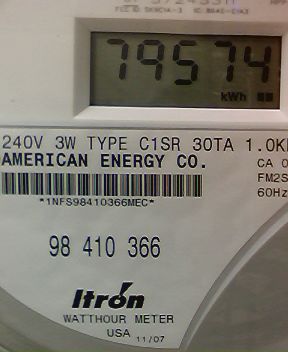 79574
kWh
240V 3W TYPE C1SR 30TA 1.0K
AMERICAN ENERGY CO.
CA 0
FM2S
60Hz
*1NFS98410366MEC*
98 410 366
Itrón
WATTHOUR METER
USA 11/07